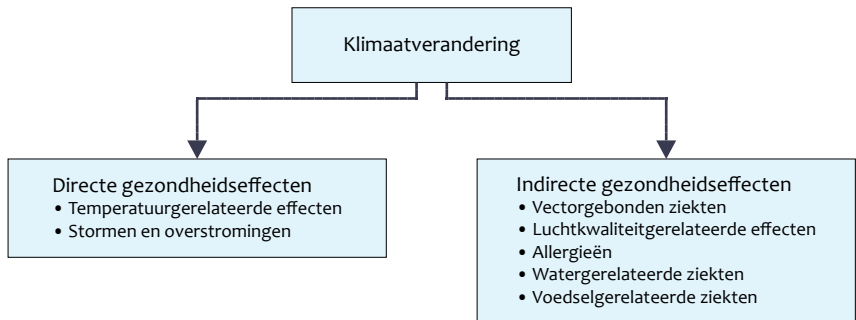 Klimaatverandering
Directe gezondheidseffecten
• Temperatuurgerelateerde effecten
• Stormen en overstromingen
Indirecte gezondheidseffecten
• Vectorgebonden ziekten
• Luchtkwaliteitgerelateerde effecten
• Allergieën
• Watergerelateerde ziekten
• Voedselgerelateerde ziekten